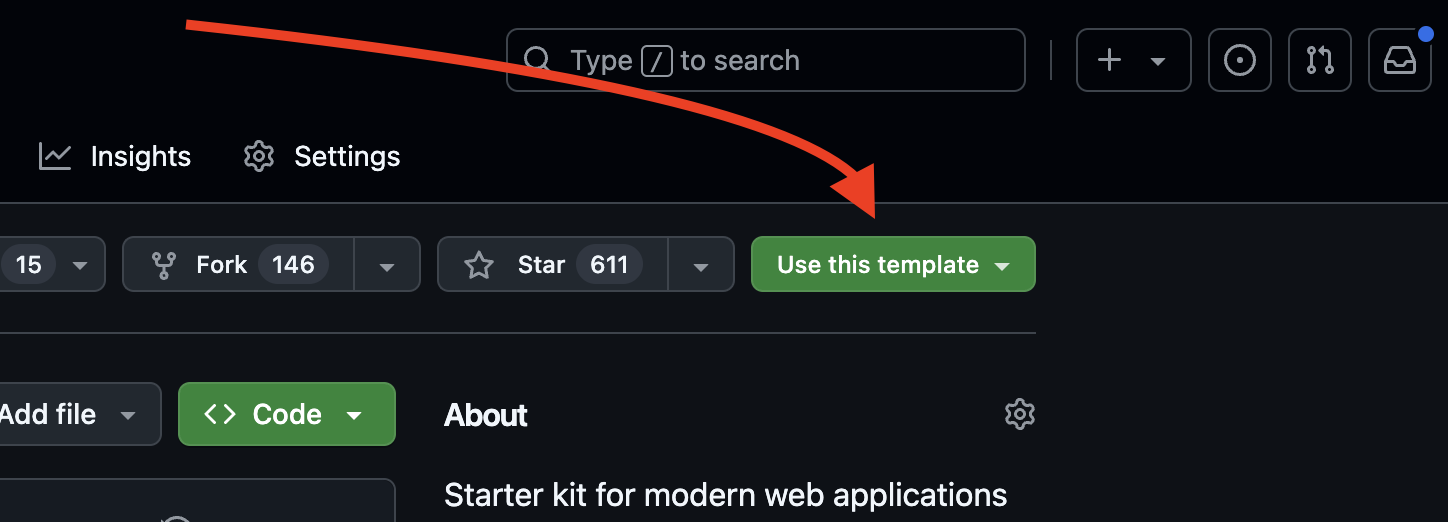 Type / to search
Insights Settings
15 Fork 146 Star 611 Use this template
Add file Code About
Starter kit for modern web applications